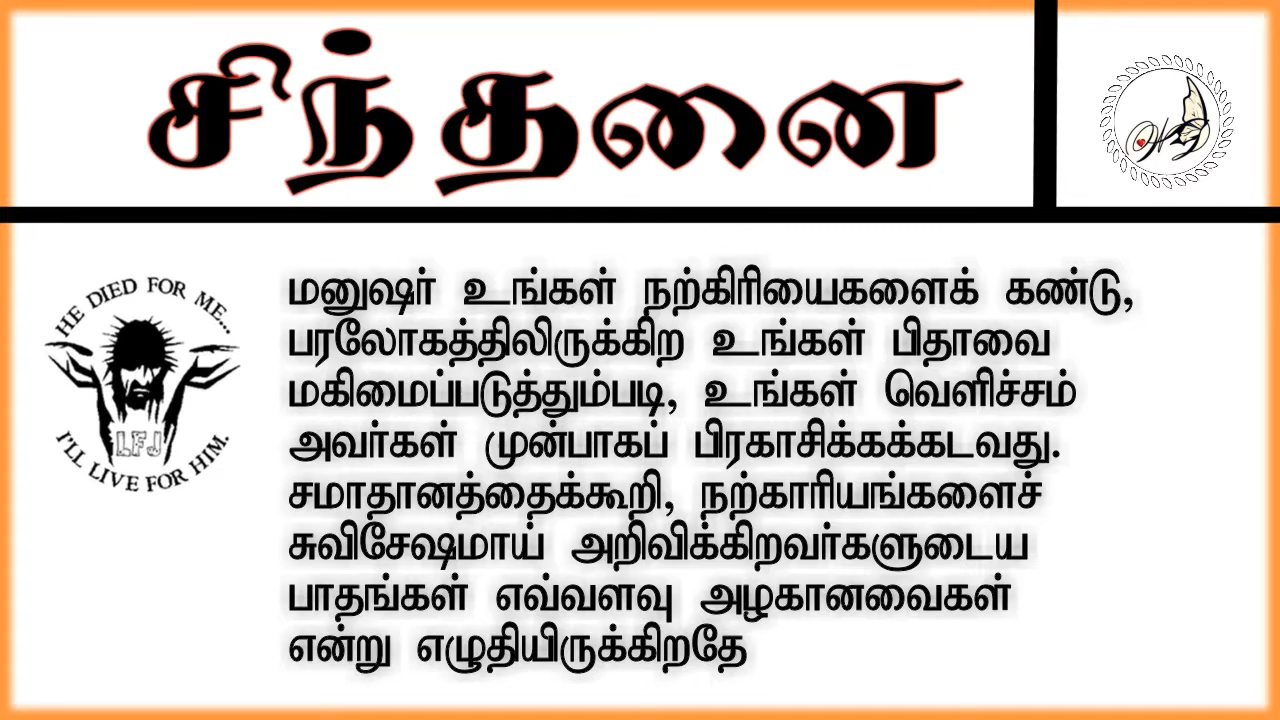 சிந்தனை
HE DIED FOR ME...
LFJ
I'LL LIVE FOR HIM.
மனுஷர் உங்கள் நற்கிரியைகளைக் கண்டு,
பரலோகத்திலிருக்கிற உங்கள் பிதாவை
மகிமைப்படுத்தும்படி, உங்கள் வெளிச்சம்
அவர்கள் முன்பாகப் பிரகாசிக்கக்கடவது.
சமாதானத்தைக்கூறி, நற்காரியங்களைச்
சுவிசேஷமாய் அறிவிக்கிறவர்களுடைய
பாதங்கள் எவ்வளவு அழகானவைகள்
என்று எழுதியிருக்கிறதே